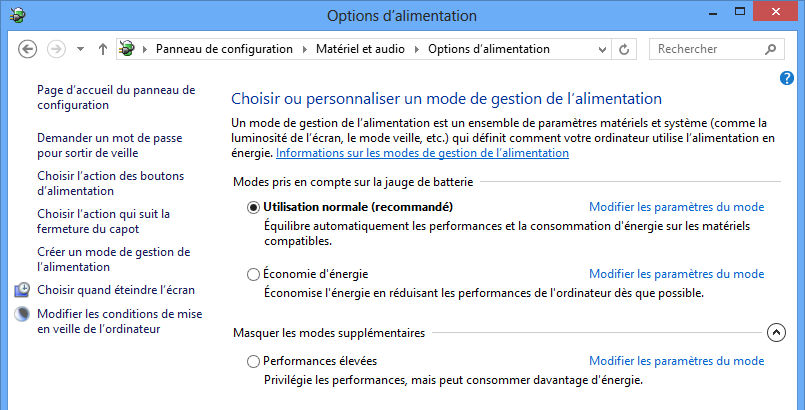 Options d'alimentation
Panneau de configuration
Matériel et audio
Options d'alimentation
Rechercher
?
Page d'accueil du panneau de
configuration
Demander un mot de passe
pour sortir de veille
Choisir l'action des boutons
d'alimentation
Choisir l'action qui suit la
fermeture du capot
Créer un mode de gestion de
l'alimentation
Choisir quand éteindre l'écran
Modifier les conditions de mise
en veille de l'ordinateur
Choisir ou personnaliser un mode de gestion de l'alimentation
Un mode de gestion de l'alimentation est un ensemble de paramètres matériels et système (comme la
luminosité de l'écran, le mode veille, etc.) qui définit comment votre ordinateur utilise l'alimentation en
énergie. Informations sur les modes de gestion de l'alimentation
Modes pris en compte sur la jauge de batterie
Utilisation normale (recommandé) Modifier les paramètres du mode
Équilibre automatiquement les performances et la consommation d'énergie sur les matériels
compatibles.
Économie d'énergie Modifier les paramètres du mode
Économise l'énergie en réduisant les performances de l'ordinateur dès que possible.
Masquer les modes supplémentaires
Performances élevées Modifier les paramètres du mode
Privilégie les performances, mais peut consommer davantage d'énergie.